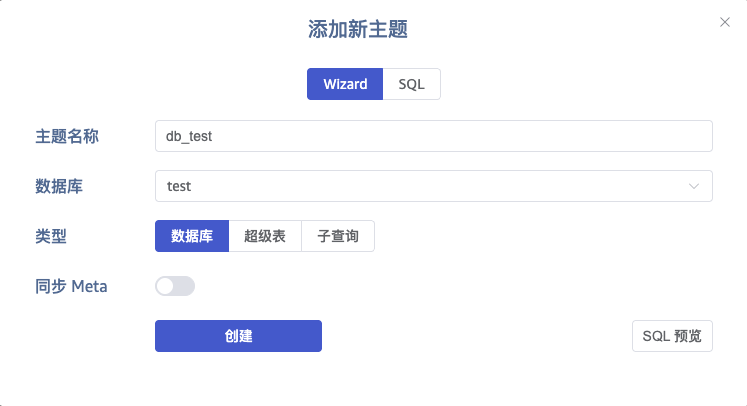 添加新主题
Wizard SQL
主题名称 db_test
数据库 test
类型 数据库 超级表 子查询
同步 Meta
创建 SQL 预览